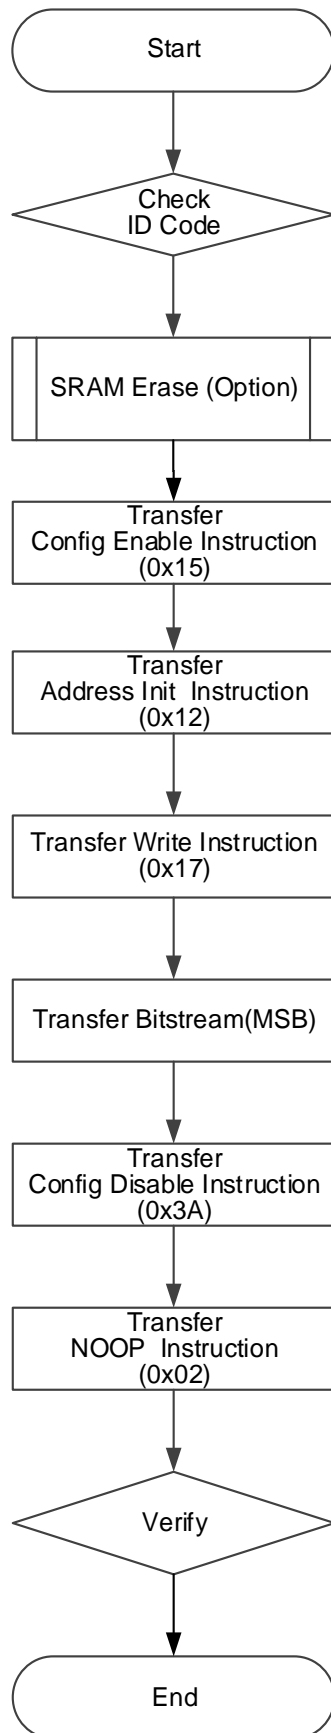 Start
Check
ID Code
SRAM Erase (Option)
Transfer
Config Enable Instruction
(0x15)
Transfer
Address Init  Instruction
(0x12)
Transfer Write Instruction
(0x17)
Transfer Bitstream(MSB)
Transfer
Config Disable Instruction
(0x3A)
Transfer
NOOP  Instruction
(0x02)
Verify
End